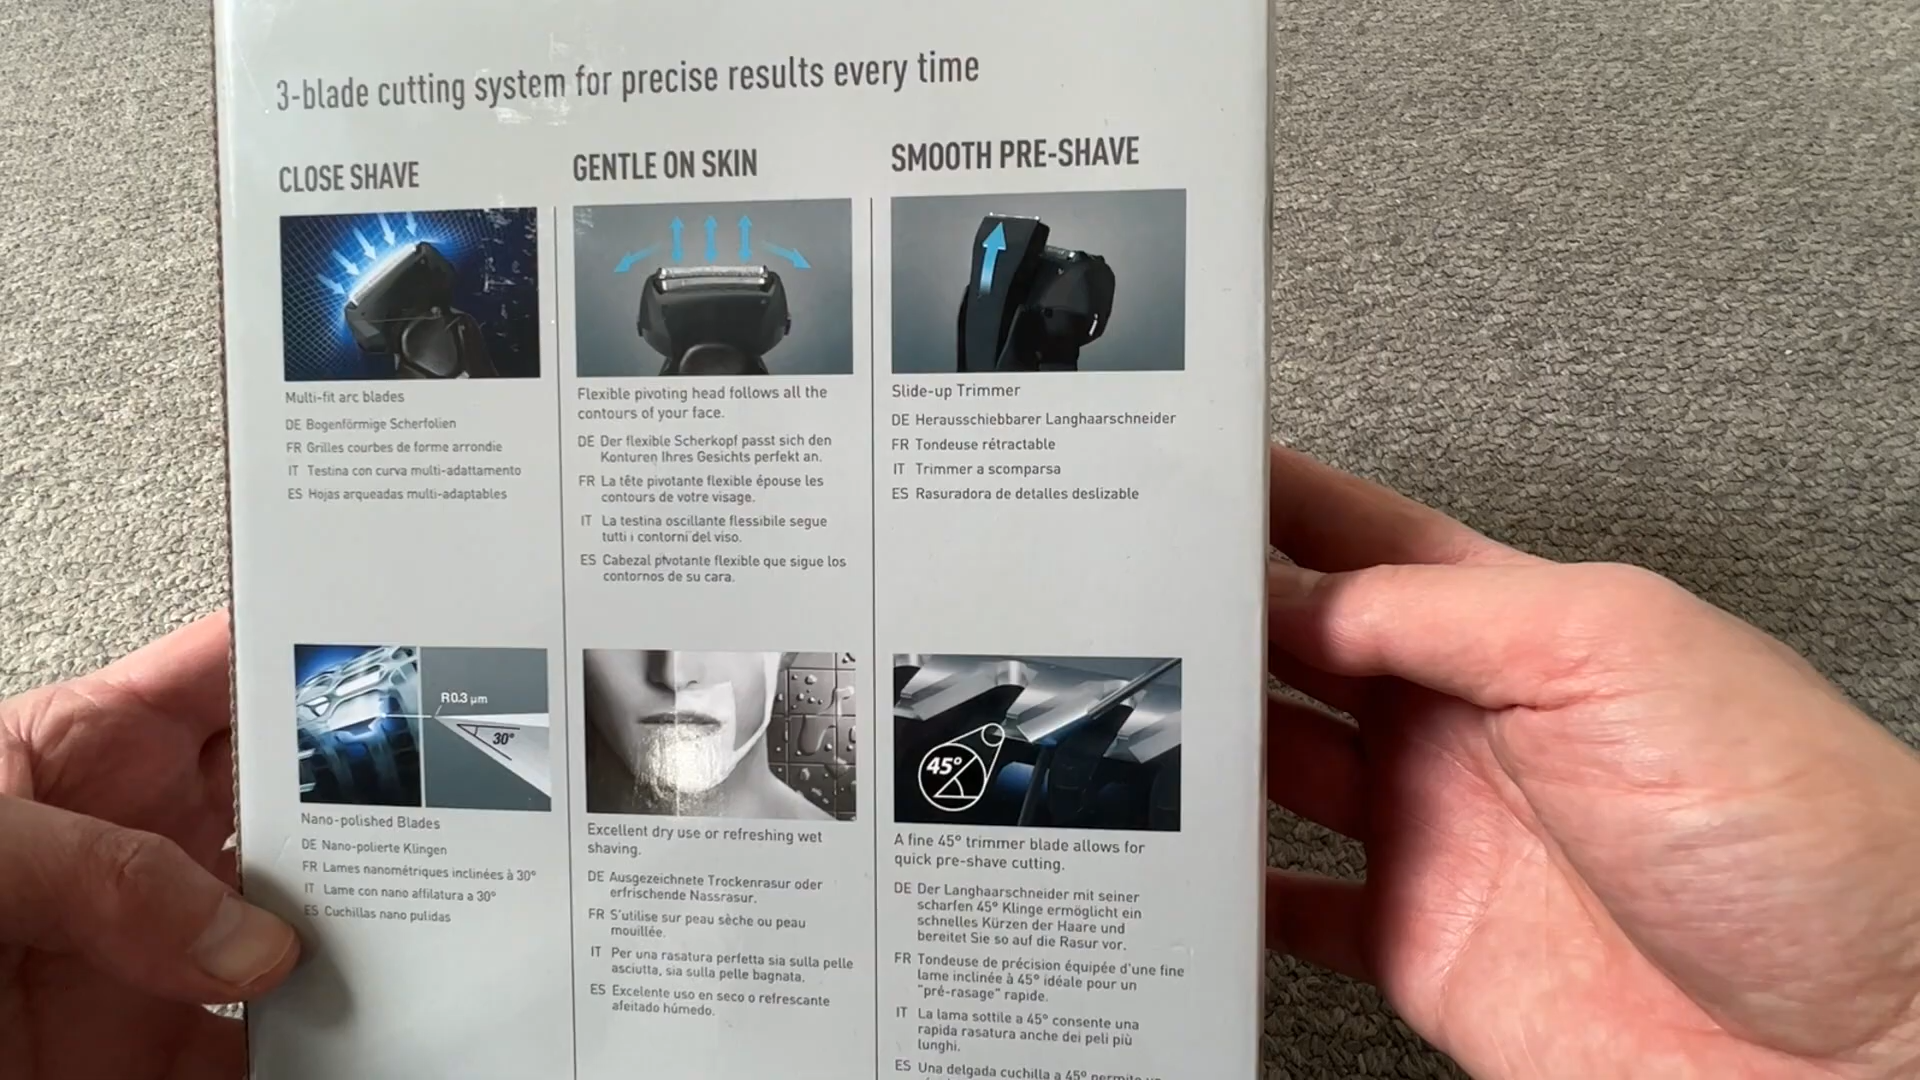 3-blade cutting system for precise results every time
CLOSE SHAVE
Multi-fit arc blades
DE Bogenförmige Scherfolien
FR Grilles courbes de forme arrondie
IT Testina con curva multi-adattamento
ES Hojas arqueadas multi-adaptables
R0.3 µm
30°
Nano-polished Blades
DE Nano-polierte Klingen
FR Lames nanométriques inclinées à 30°
IT Lame con nano affilatura a 30°
ES Cuchillas nano pulidas
GENTLE ON SKIN
Flexible pivoting head follows all the
contours of your face.
DE Der flexible Scherkopf passt sich den
Konturen Ihres Gesichts perfekt an.
FR La tête pivotante flexible épouse les
contours de votre visage.
IT La testina oscillante flessibile segue
tutti i contorni del viso.
ES Cabezal pivotante flexible que sigue los
contornos de su cara.
Excellent dry use or refreshing wet
shaving.
DE Ausgezeichnete Trockenrasur oder
erfrischende Nassrasur.
FR S'utilise sur peau sèche ou peau
mouillée.
IT Per una rasatura perfetta sia sulla pelle
asciutta, sia sulla pelle bagnata.
ES Excelente uso en seco o refrescante
afeitado húmedo.
SMOOTH PRE-SHAVE
Slide-up Trimmer
DE Herausschiebbarer Langhaarschneider
FR Tondeuse rétractable
IT Trimmer a scomparsa
ES Rasuradora de detalles deslizable
45°
A fine 45° trimmer blade allows for
quick pre-shave cutting.
DE Der Langhaarschneider mit seiner
scharfen 45° Klinge ermöglicht ein
schnelles Kürzen der Haare und
bereitet Sie so auf die Rasur vor.
FR Tondeuse de précision équipée d'une fine
lame inclinée à 45° idéale pour un
"pré-rasage" rapide.
IT La lama sottile a 45° consente una
rapida rasatura anche dei peli più
lunghi.
ES Una delgada cuchilla a 45° permite